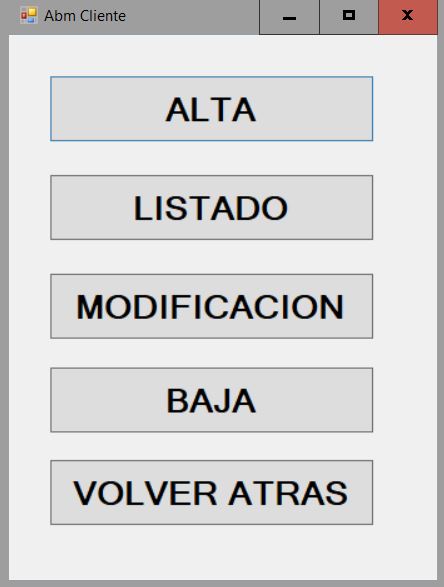 Abm Cliente
ALTA
LISTADO
MODIFICACION
BAJA
VOLVER ATRAS